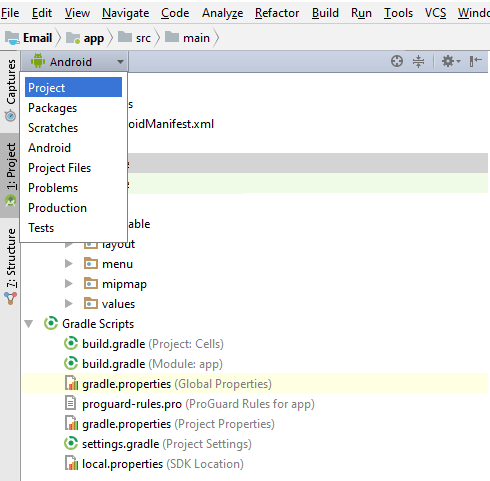 File Edit View Navigate Code Analyze Refactor Build Run Tools VCS Windo
Email app src main
Captures
1: Project
7: Structure
Android
Project
Packages
Scratches
Android
Project Files
Problems
Production
Tests
s
oidManifest.xml
e
e
able
layout
menu
mipmap
values
Gradle Scripts
build.gradle (Project: Cells)
build.gradle (Module: app)
gradle.properties (Global Properties)
proguard-rules.pro (ProGuard Rules for app)
gradle.properties (Project Properties)
settings.gradle (Project Settings)
local.properties (SDK Location)